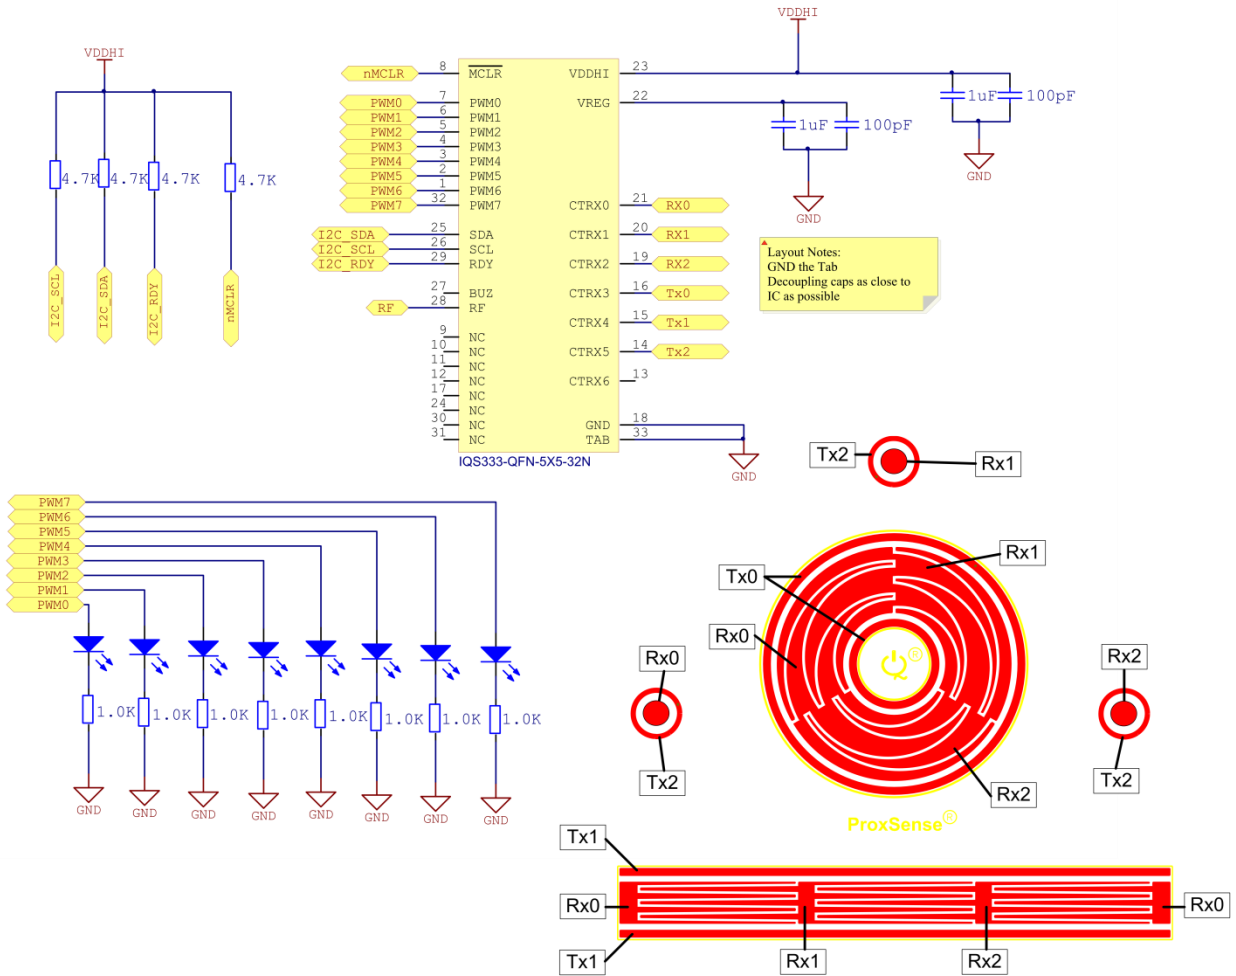 VDDHI
4.7K
4.7K
4.7K
4.7K
I2C_SCL
I2C_SDA
I2C_RDY
nMCLR
VDDHI
nMCLR 8 MCLR VDDHI 23
PWM0 7 PWM0 VREG 22
PWM1 6 PWM1
PWM2 5 PWM2
PWM3 4 PWM3
PWM4 3 PWM4
PWM5 2 PWM5
PWM6 1 PWM6
PWM7 32 PWM7 CTRX0 21 RX0
I2C_SDA 25 SDA CTRX1 20 RX1
I2C_SCL 26 SCL
I2C_RDY 29 RDY CTRX2 19 RX2
27 BUZ CTRX3 16 Tx0
RF 28 RF
CTRX4 15 Tx1
9 NC
10 NC CTRX5 14 Tx2
11 NC
12 NC CTRX6 13
17 NC
24 NC
30 NC GND 18
31 NC TAB 33
IQS333-QFN-5X5-32N
1uF
100pF
GND
1uF
100pF
GND
GND
Layout Notes:
GND the Tab
Decoupling caps as close to
IC as possible
PWM7
PWM6
PWM5
PWM4
PWM3
PWM2
PWM1
PWM0
1.0K
1.0K
1.0K
1.0K
1.0K
1.0K
1.0K
1.0K
GND
GND
GND
GND
GND
GND
GND
GND
Tx2
Rx1
Tx0
Rx1
Rx0
Rx2
Q®
Rx0
Tx2
Rx2
Tx2
ProxSense®
Tx1
Rx0
Rx0
Tx1
Rx1
Rx2